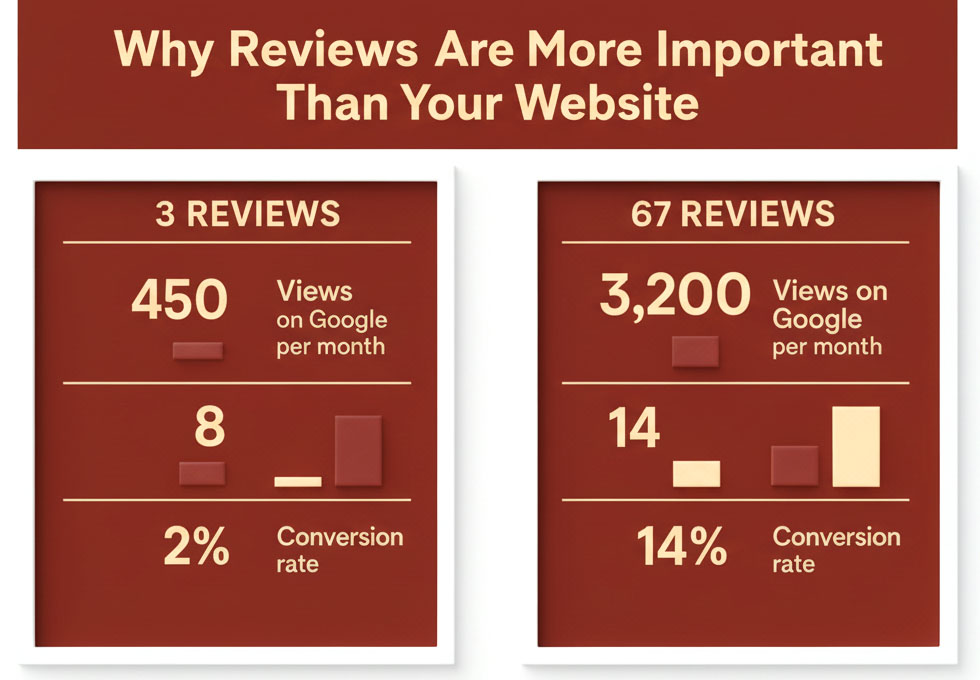 Why Reviews Are More Important
Than Your Website
3 REVIEWS
450
Views
on Google
per month
8
2%
Conversion
rate
67 REVIEWS
3,200
Views on
Google
per month
14
14%
Conversion
rate